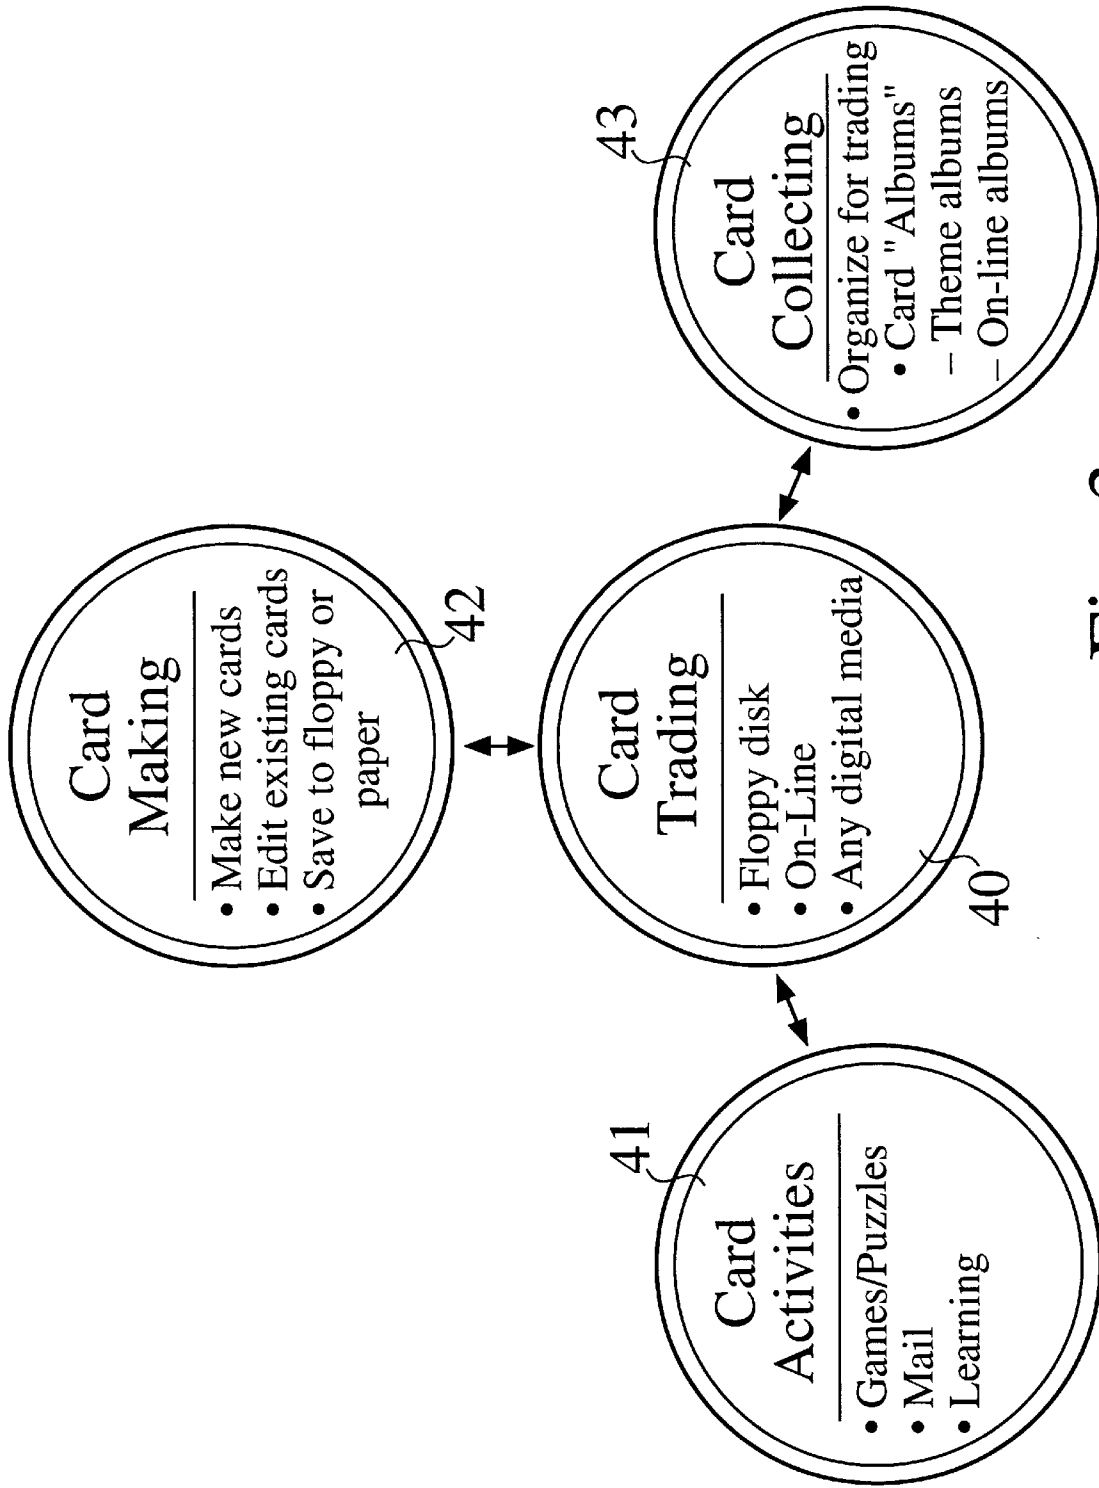 Card
Making
• Make new cards
• Edit existing cards
• Save to floppy or
paper
42
Card
Activities
• Games/Puzzles
• Mail
• Learning
41
Card
Trading
• Floppy disk
• On-Line
• Any digital media
40
Card
Collecting
• Organize for trading
• Card "Albums"
– Theme albums
– On-line albums
43